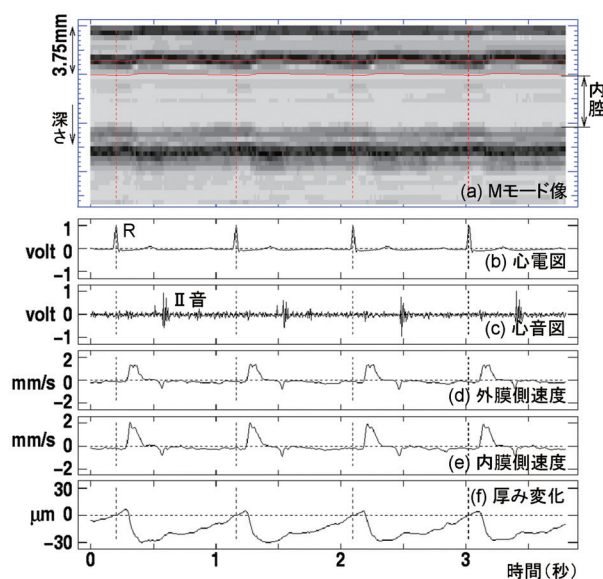 3.75mm
深さ
内腔
(a) Mモード像
1
volt 0
-1
R
(b) 心電図
1
volt 0
-1
II音
(c) 心音図
2
mm/s 0
-2
(d) 外膜側速度
2
mm/s 0
-2
(e) 内膜側速度
30
μm 0
-30
(f) 厚み変化
0 1 2 3
時間(秒)